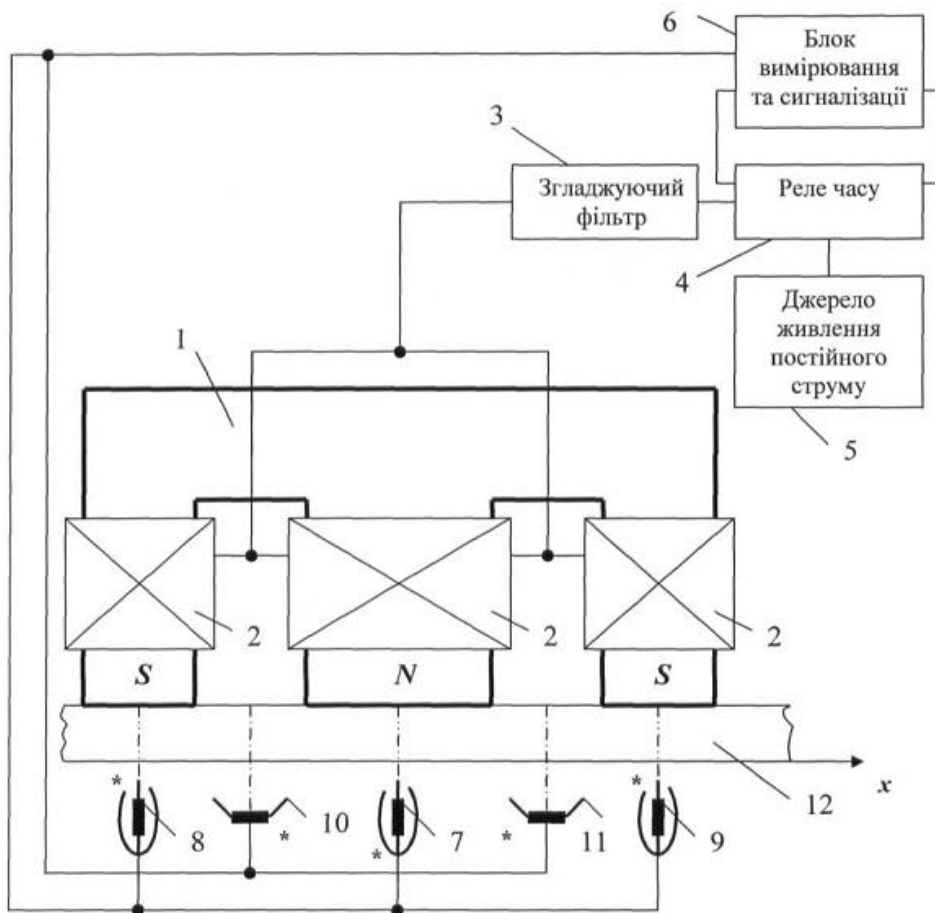 6
Блок
вимірювання
та сигналізації
3
Згладжуючий
фільтр
Реле часу
4
Джерело
живлення
постійного
струму
5
1
2
2
2
S
N
S
x
12
*
8
*
10
*
7
*
11
*
9